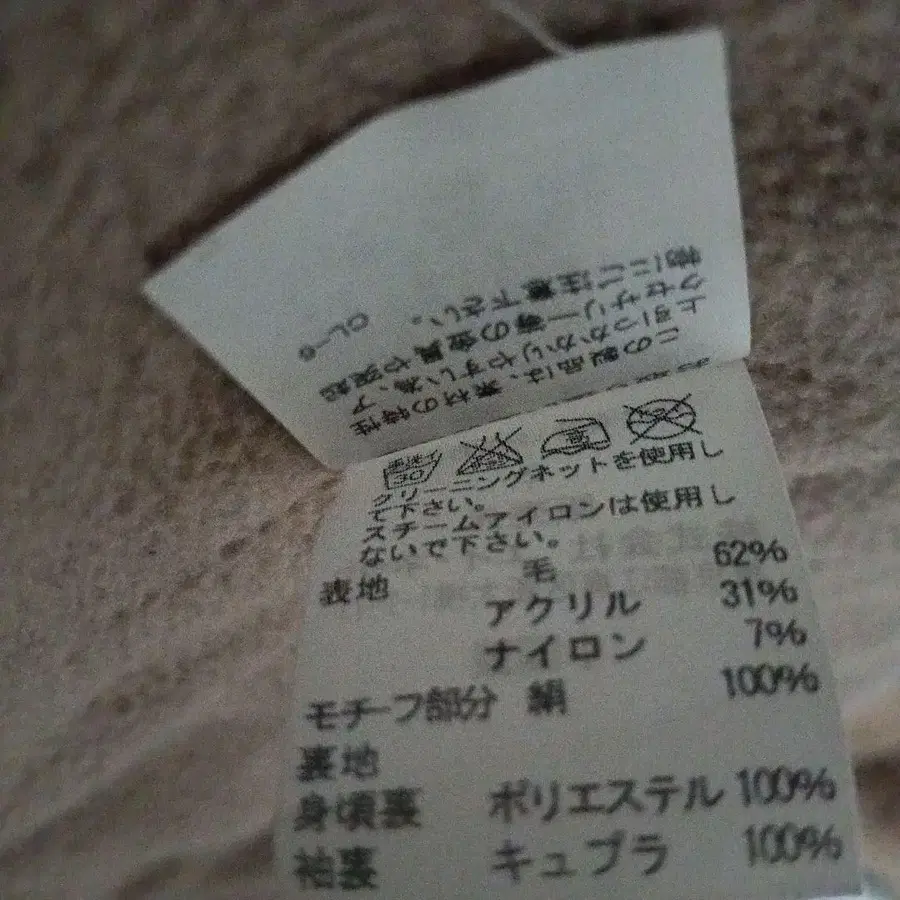 この製品は、素材の特性
上引っかかりやすい為、ア
クセサリー等の金具や突起
物にに注意下さい。
CL-6
クリーニングネットを使用し
て下さい。
スチームアイロンは使用し
ないで下さい。
表地 毛 62%
アクリル 31%
ナイロン 7%
モチーフ部分 絹 100%
裏地
身頃裏 ポリエステル 100%
袖裏 キュプラ 100%